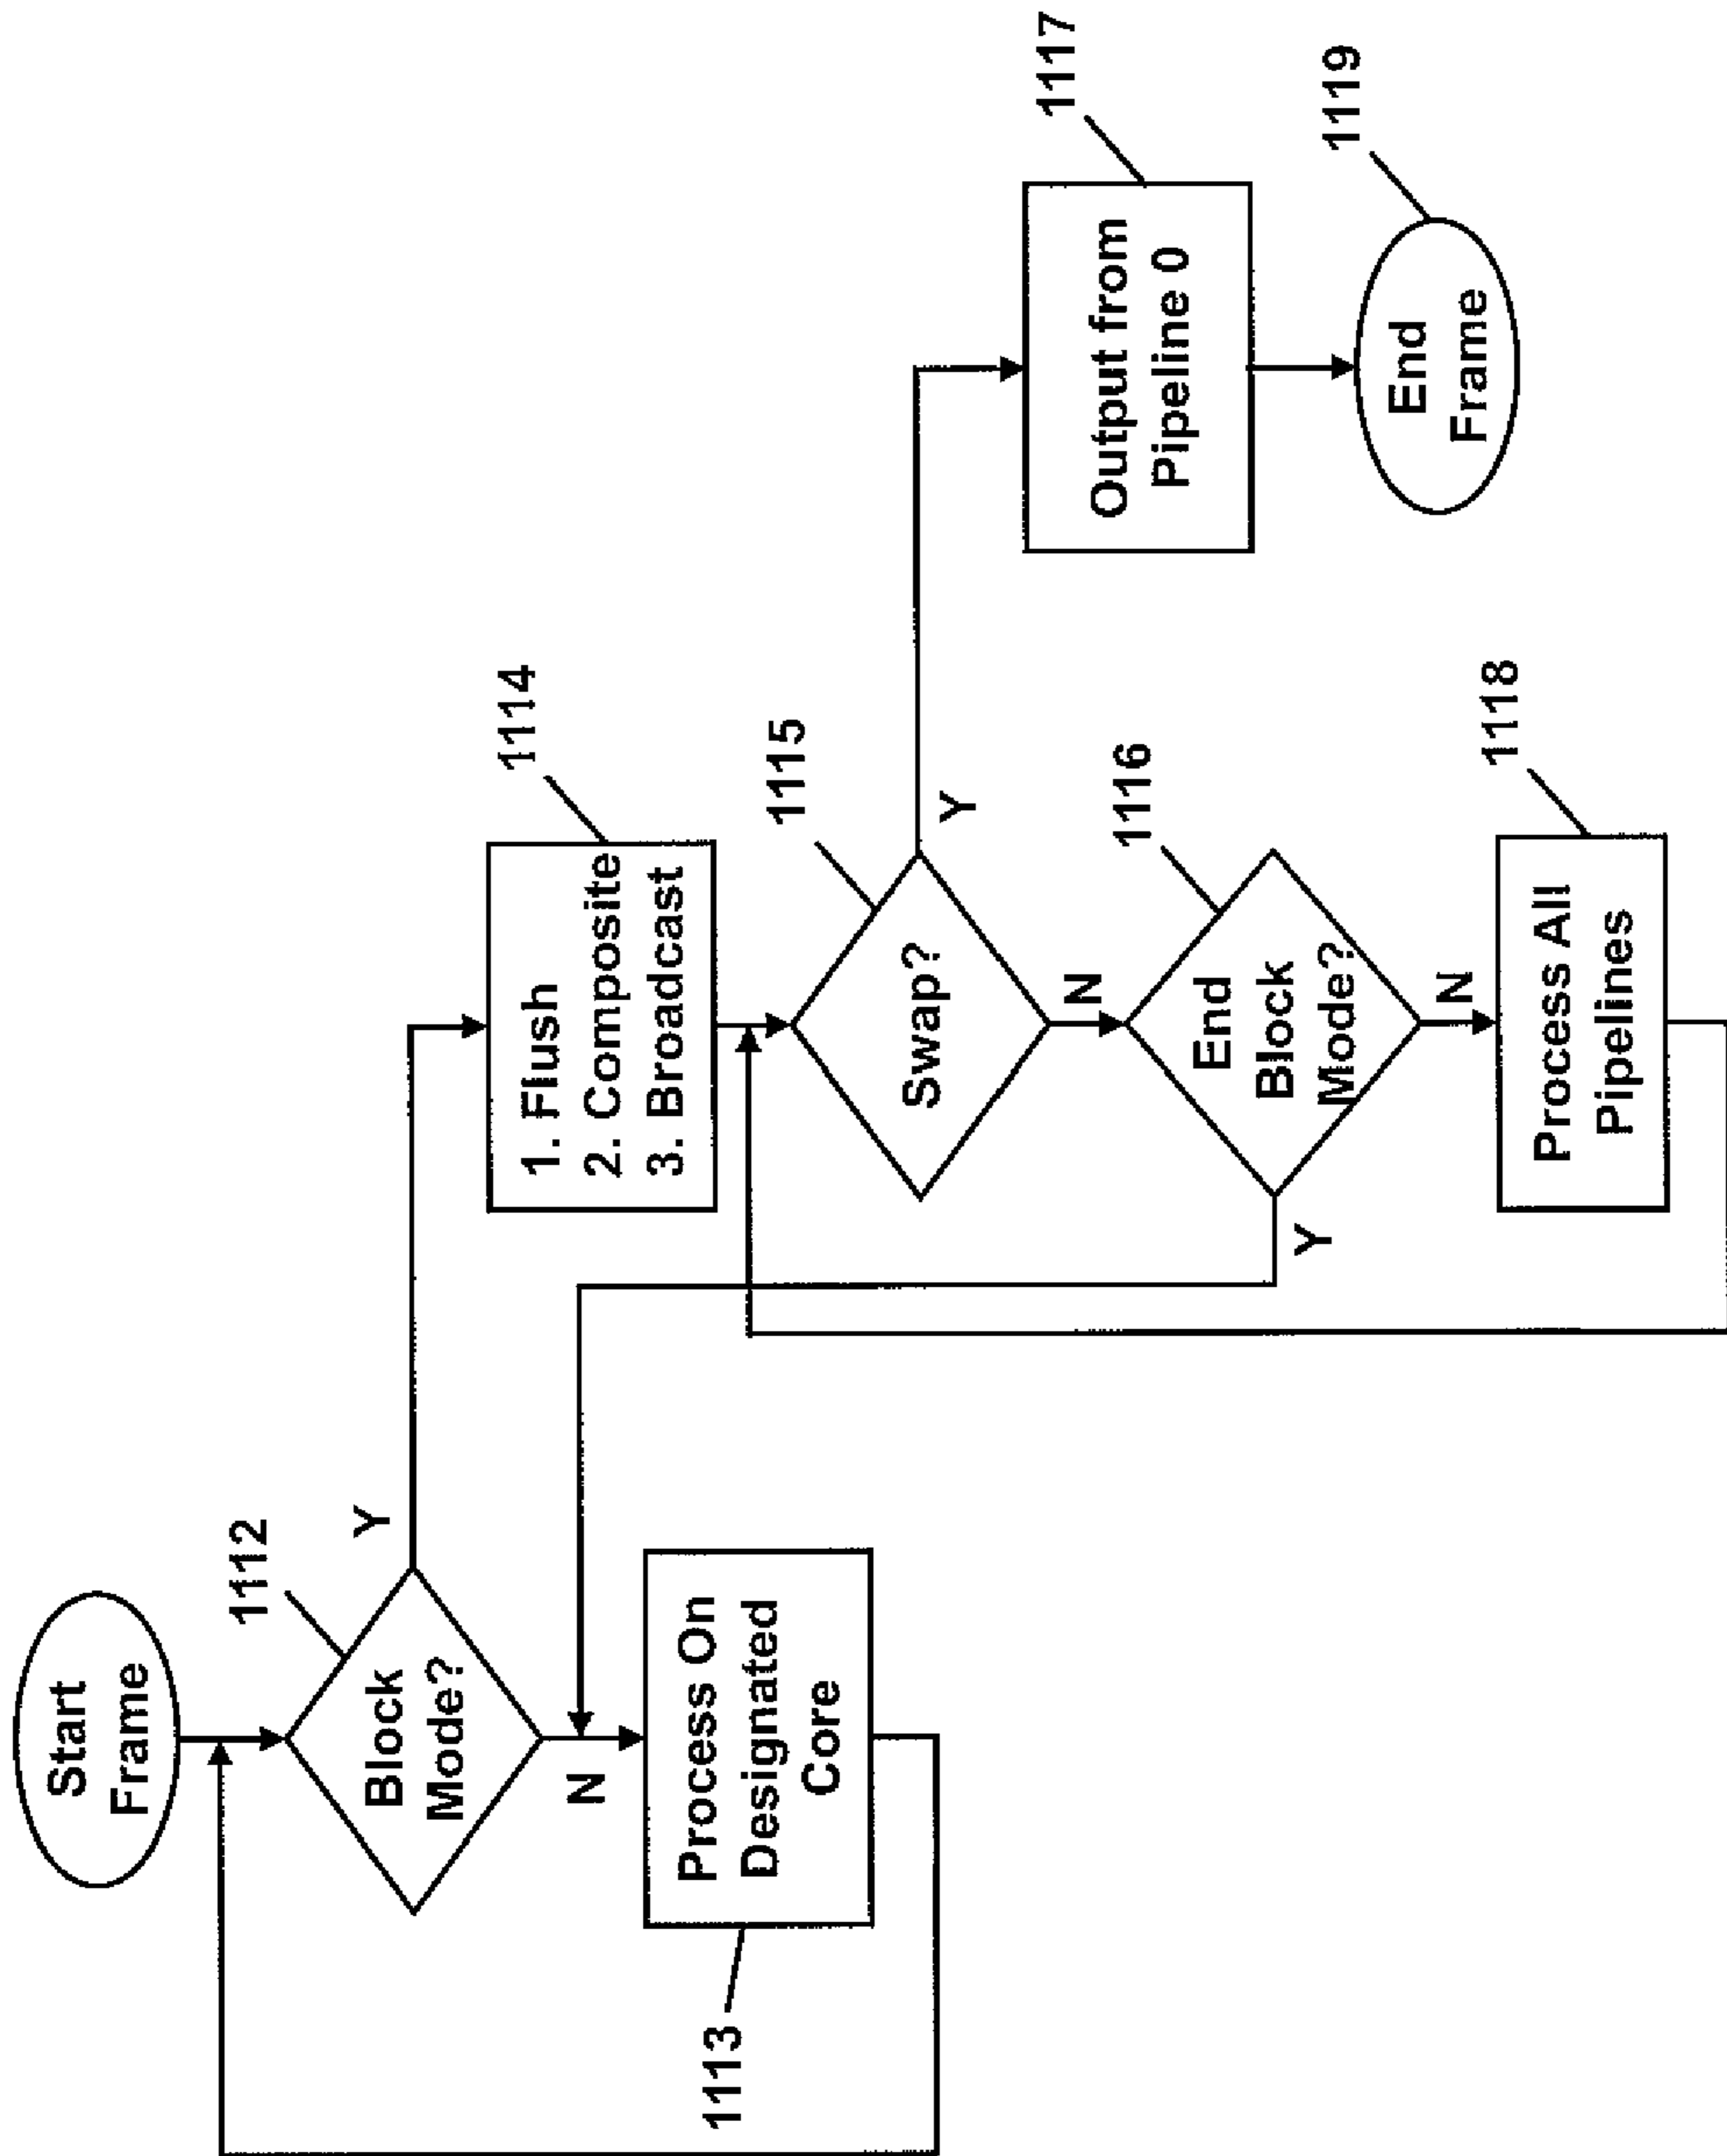 Start
Frame
1112
Block
Mode?
Y
N
Process On
Designated
Core
1113
1114
1. Flush
2. Composite
3. Broadcast
1115
Swap?
Y
N
1116
End
Block
Mode?
Y
N
1118
Process All
Pipelines
1117
Output from
Pipeline 0
1119
End
Frame